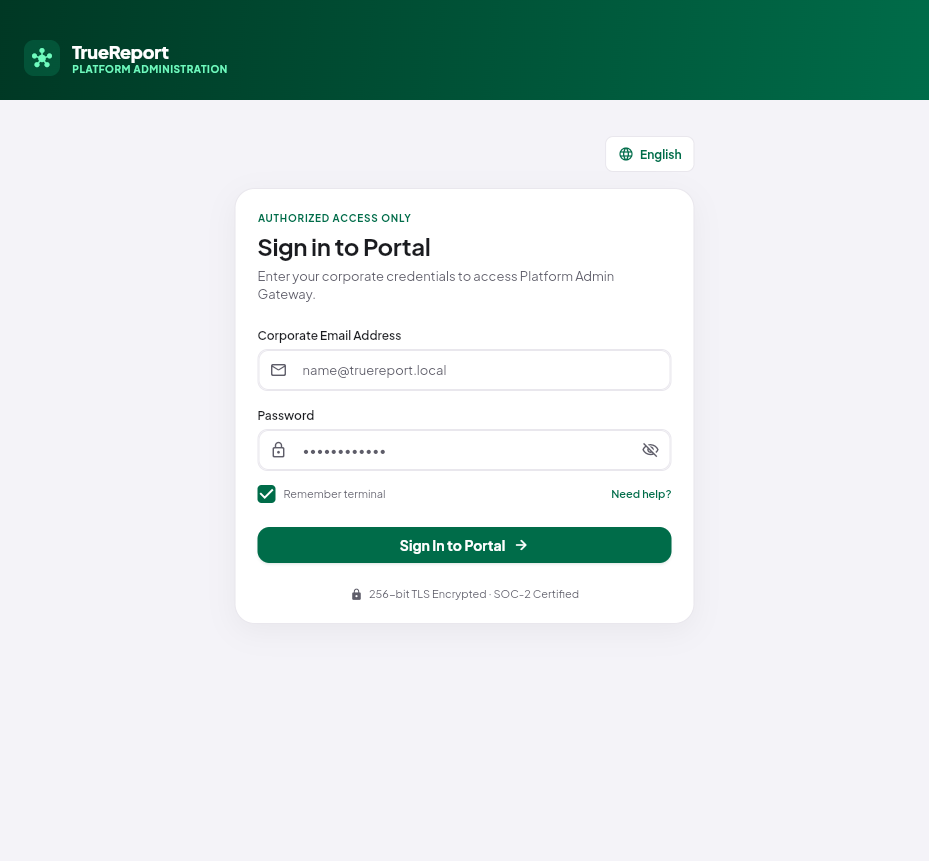 TrueReport
PLATFORM ADMINISTRATION
English
AUTHORIZED ACCESS ONLY
Sign in to Portal
Enter your corporate credentials to access Platform Admin
Gateway.
Corporate Email Address
name@truereport.local
Password
••••••••••••
Remember terminal
Need help?
Sign In to Portal →
256-bit TLS Encrypted · SOC-2 Certified